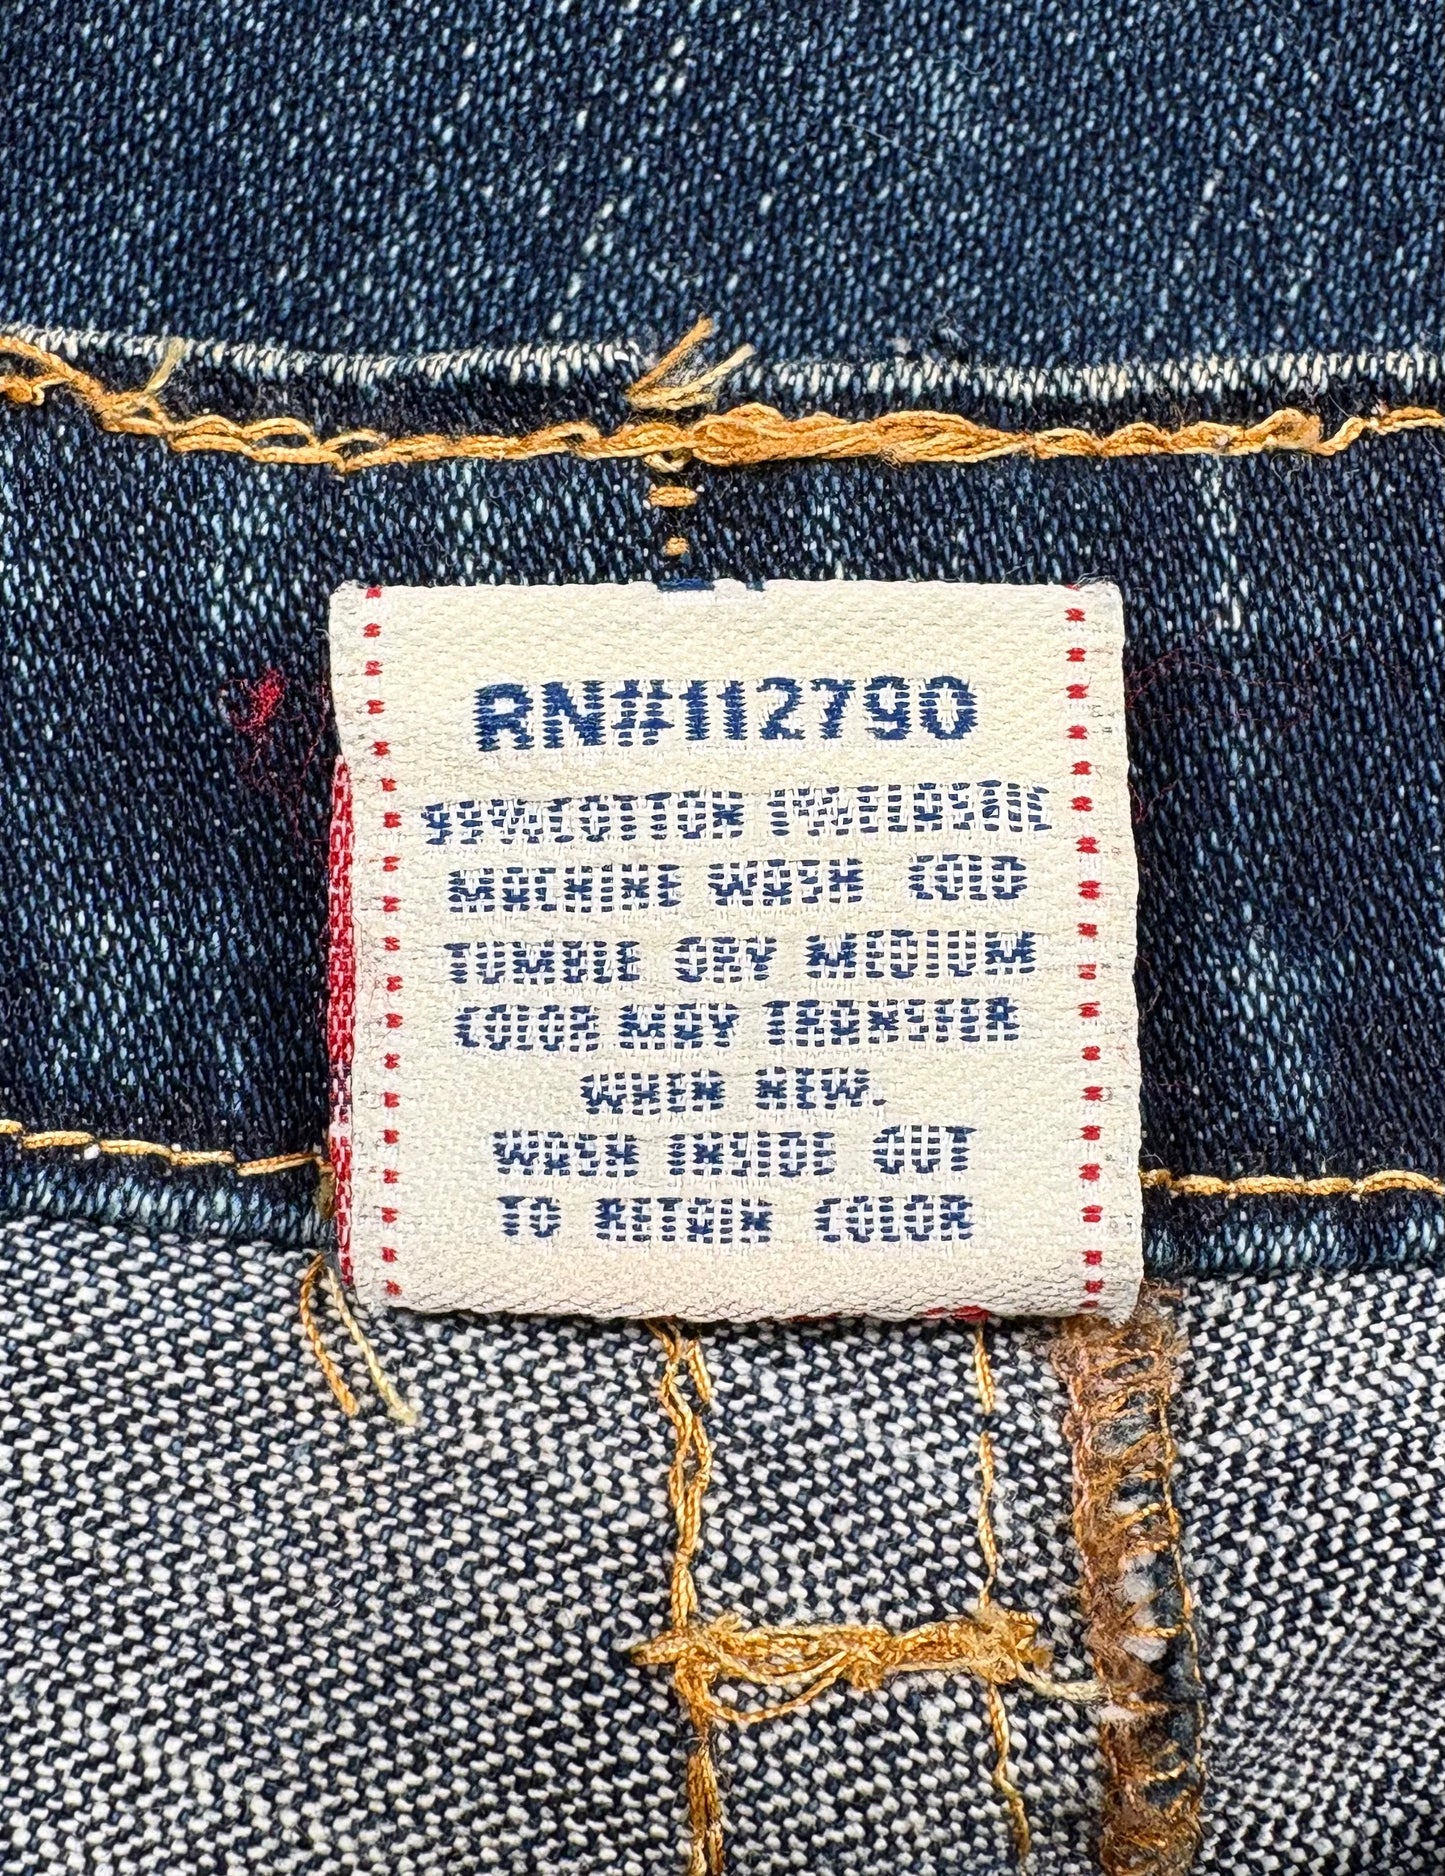 RN#112790
99%COTTON 1%ELASTANE
MACHINE WASH COLD
TUMBLE DRY MEDIUM
COLOR MAY TRANSFER
WHEN NEW.
WASH INSIDE OUT
TO RETAIN COLOR